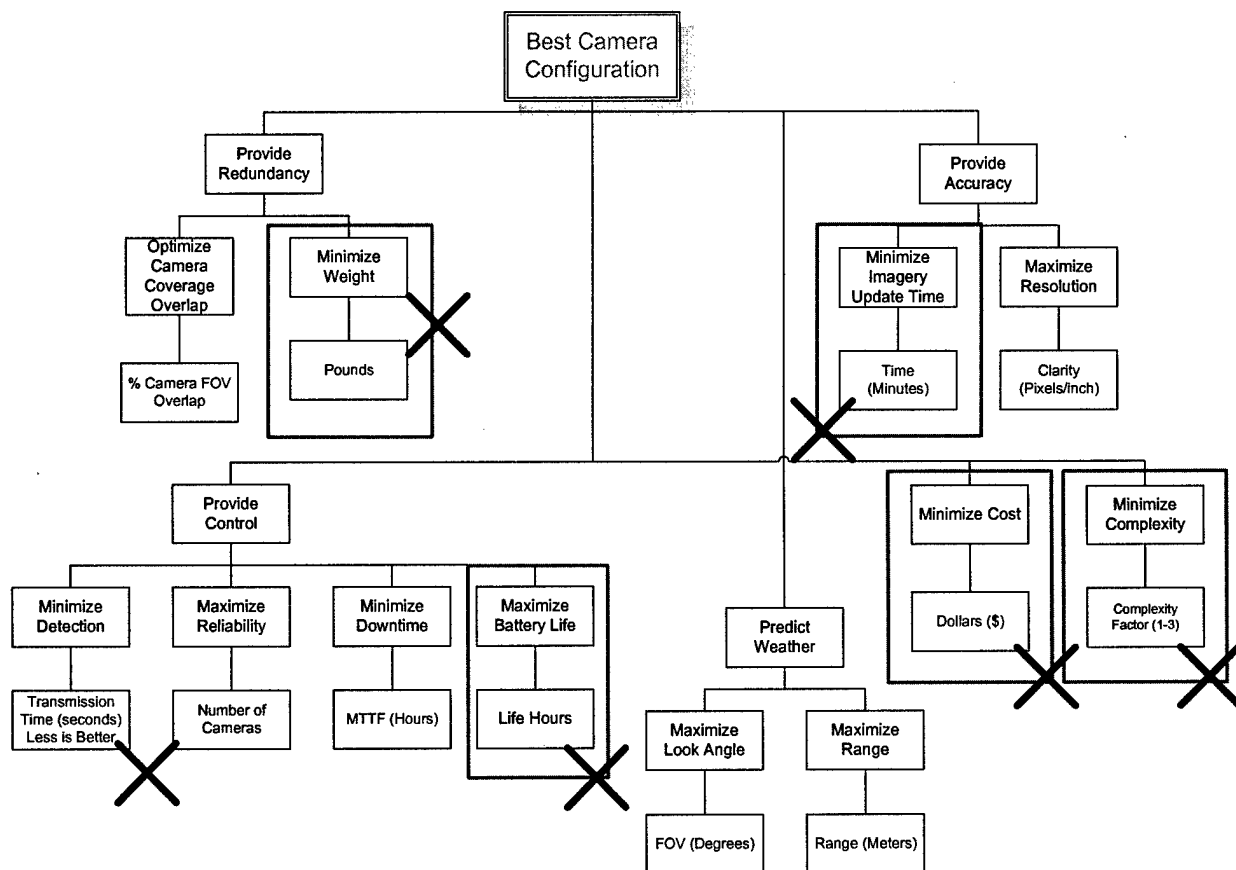 Best Camera
Configuration
Provide
Redundancy
Provide
Accuracy
Optimize
Camera
Coverage
Overlap
Minimize
Weight
Minimize
Imagery
Update Time
Maximize
Resolution
% Camera FOV
Overlap
Pounds
Time
(Minutes)
Clarity
(Pixels/Inch)
Provide
Control
Minimize Cost
Minimize
Complexity
Minimize
Detection
Maximize
Reliability
Minimize
Downtime
Maximize
Battery Life
Predict
Weather
Dollars ($)
Complexity
Factor (1-3)
Transmission
Time (seconds)
Less is Better
Number of
Cameras
MTTF (Hours)
Life Hours
Maximize
Look Angle
Maximize
Range
FOV (Degrees)
Range (Meters)